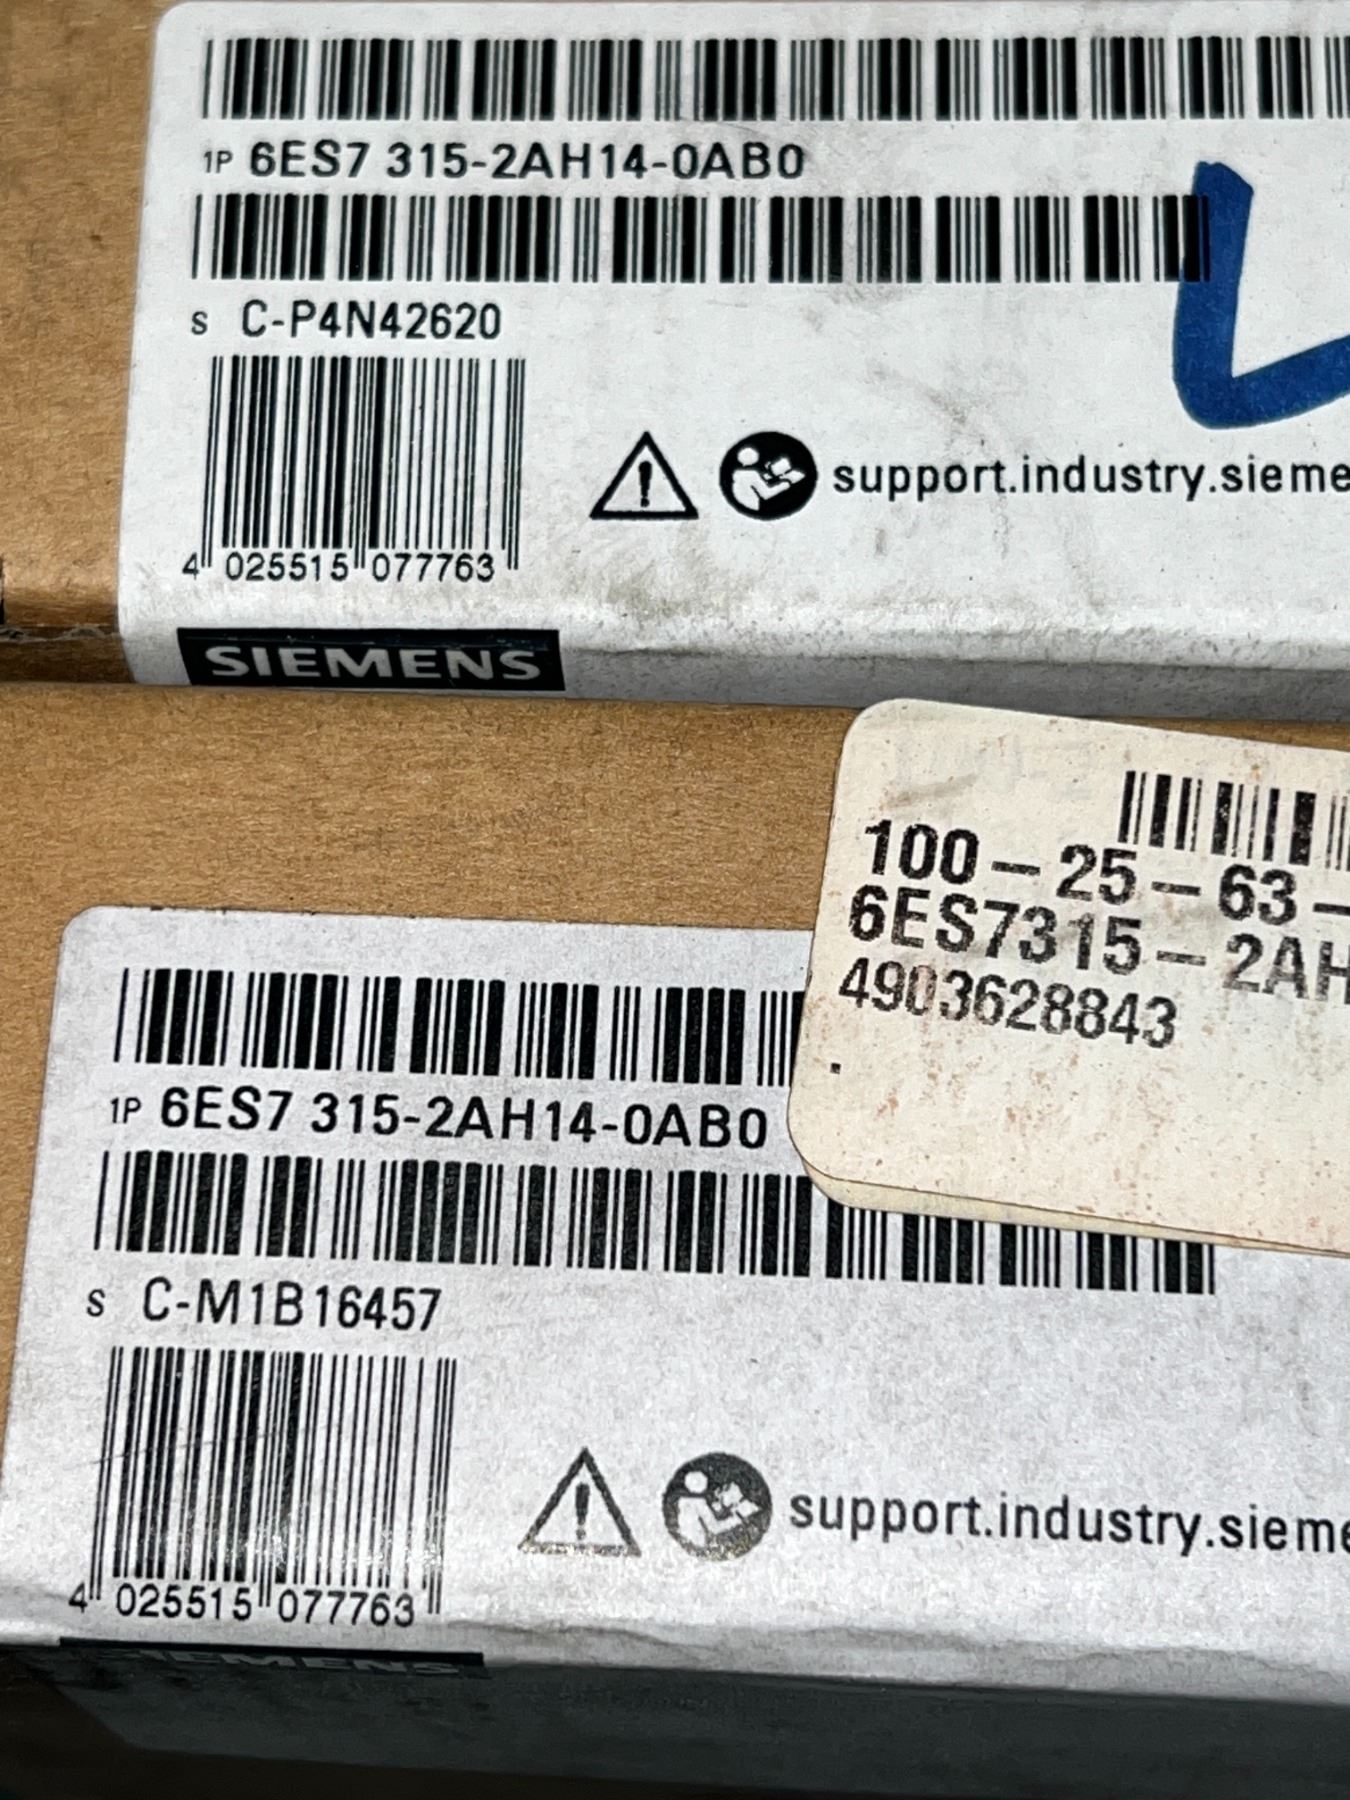 1P 6ES7 315-2AH14-0AB0
S C-P4N42620
support.industry.sieme
4 025515 077763
SIEMENS
100-25-63-
6ES7315-2AH
4903628843
1P 6ES7 315-2AH14-0AB0
S C-M1B16457
support.industry.sieme
4 025515 077763
SIEMENS